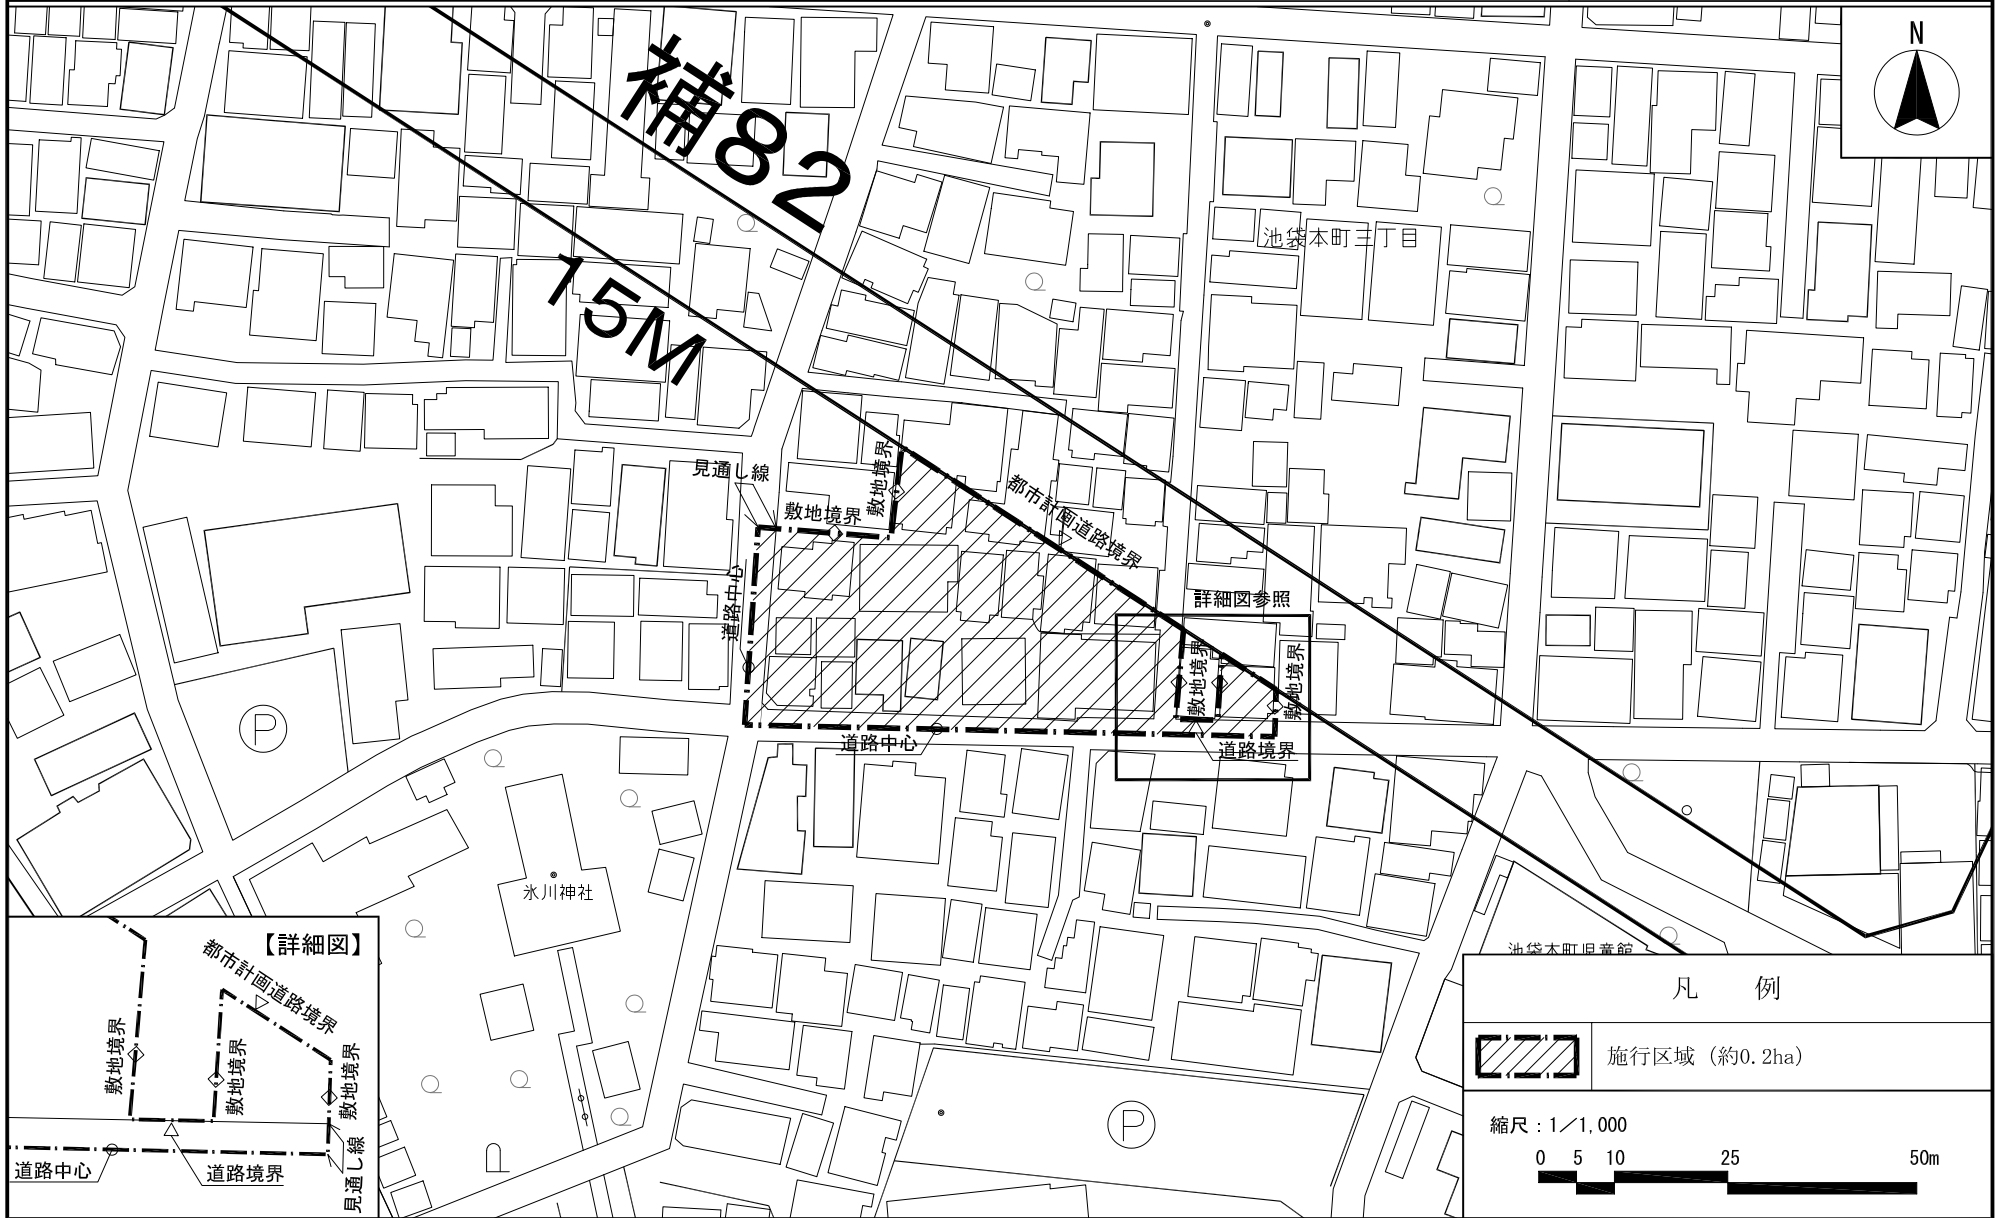 N
補82
15M
池袋本町三丁目
見通し線
敷地境界
敷地境界
都市計画道路境界
道路中心
詳細図参照
敷地境界
敷地境界
道路中心
道路境界
P
氷川神社
池袋本町児童館
P
【詳細図】
都市計画道路境界
敷地境界
敷地境界
敷地境界
道路中心
道路境界
見通し線
凡 例
施行区域 (約0.2ha)
縮尺:1/1,000
0 5 10 25 50m